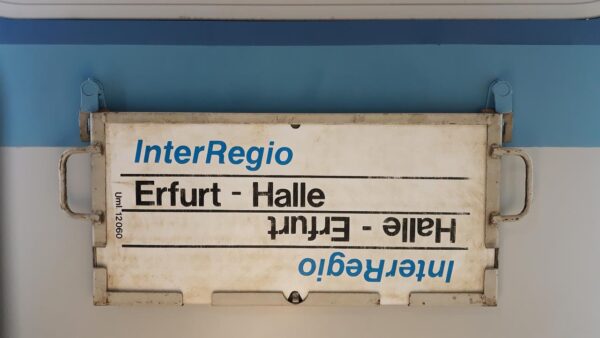 InterRegio
Erfurt - Halle
Halle - Erfurt
InterRegio
Uml. 12060